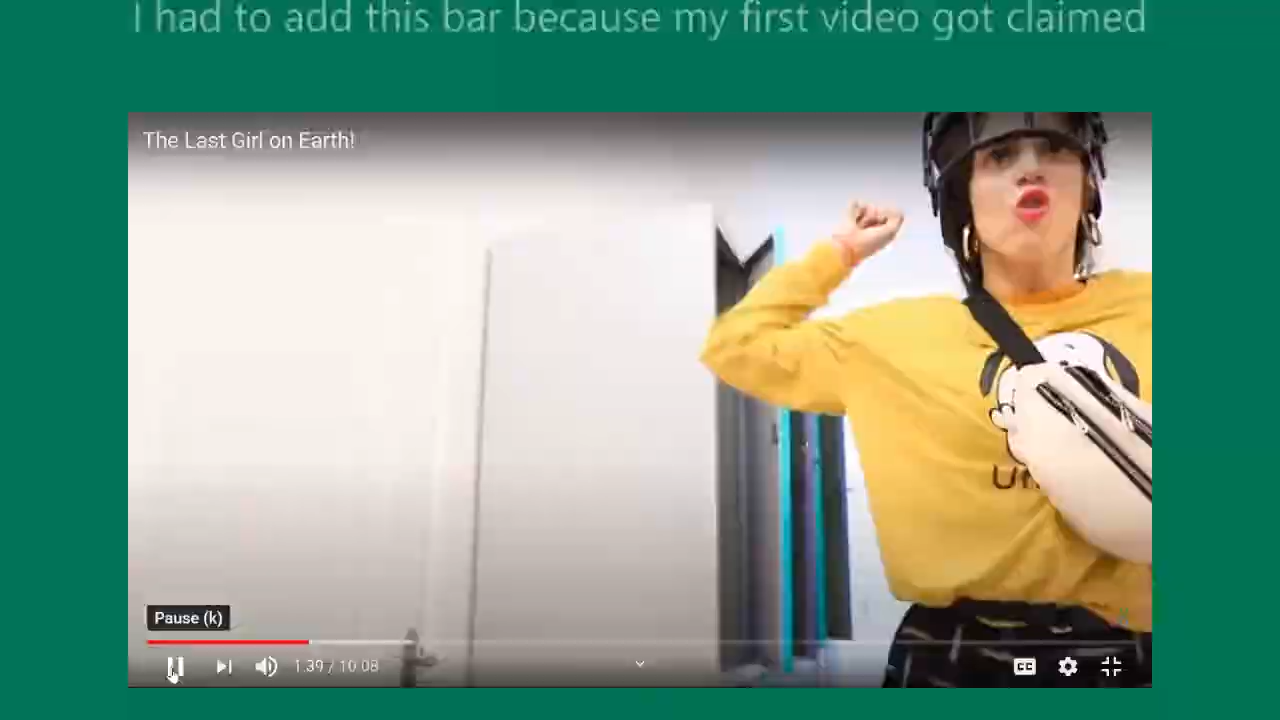 I had to add this bar because my first video got claimed
The Last Girl on Earth!
Pause (k)
1:39 / 10:08
CC